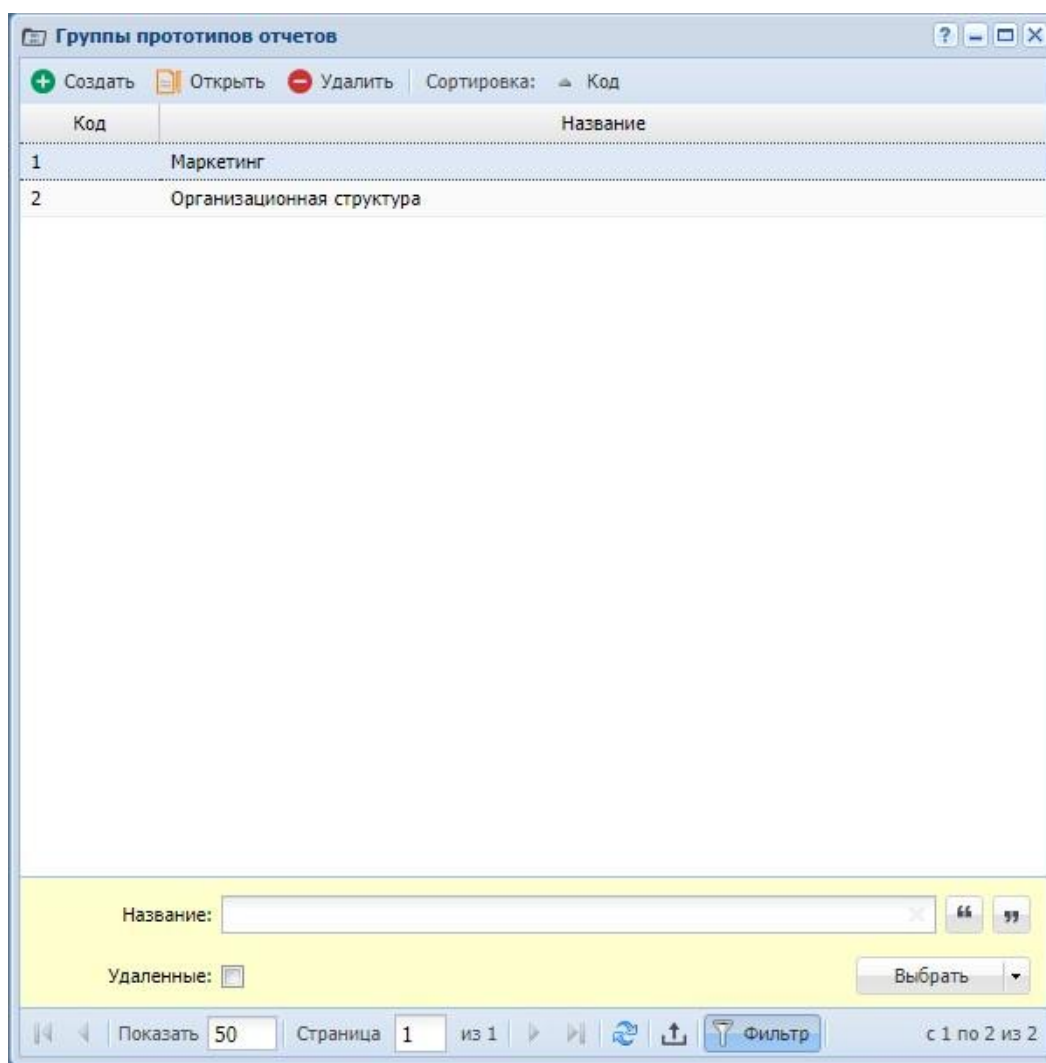 Группы прототипов отчетов
Создать Открыть Удалить Сортировка: Код
Код Название
1 Маркетинг
2 Организационная структура
Название: “ ”
Удаленные: Выбрать
Показать 50 Страница 1 из 1 Фильтр с 1 по 2 из 2